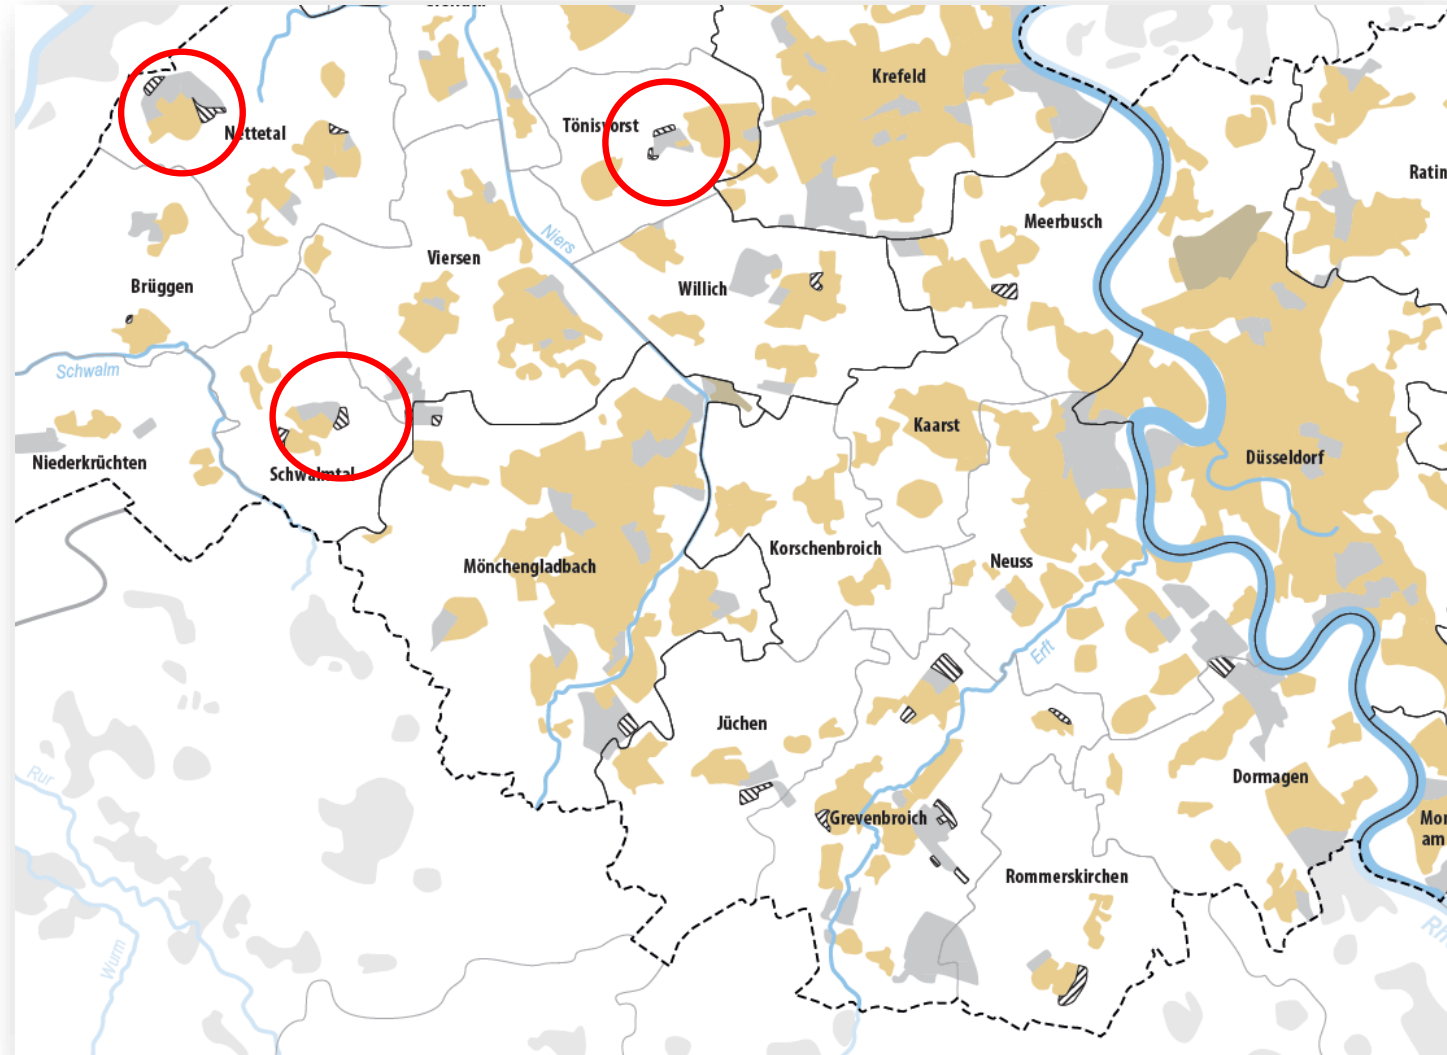 Krefeld
Tönisvorst
Nettetal
Ratin
Meerbusch
Niers
Viersen
Brüggen
Willich
Schwalm
Kaarst
Niederkrüchten
Schwalmtal
Düsseldorf
Korschenbroich
Mönchengladbach
Neuss
Erft
Jüchen
Rur
Dormagen
Grevenbroich
Mon
am
Rommerskirchen
Wurm
Rh